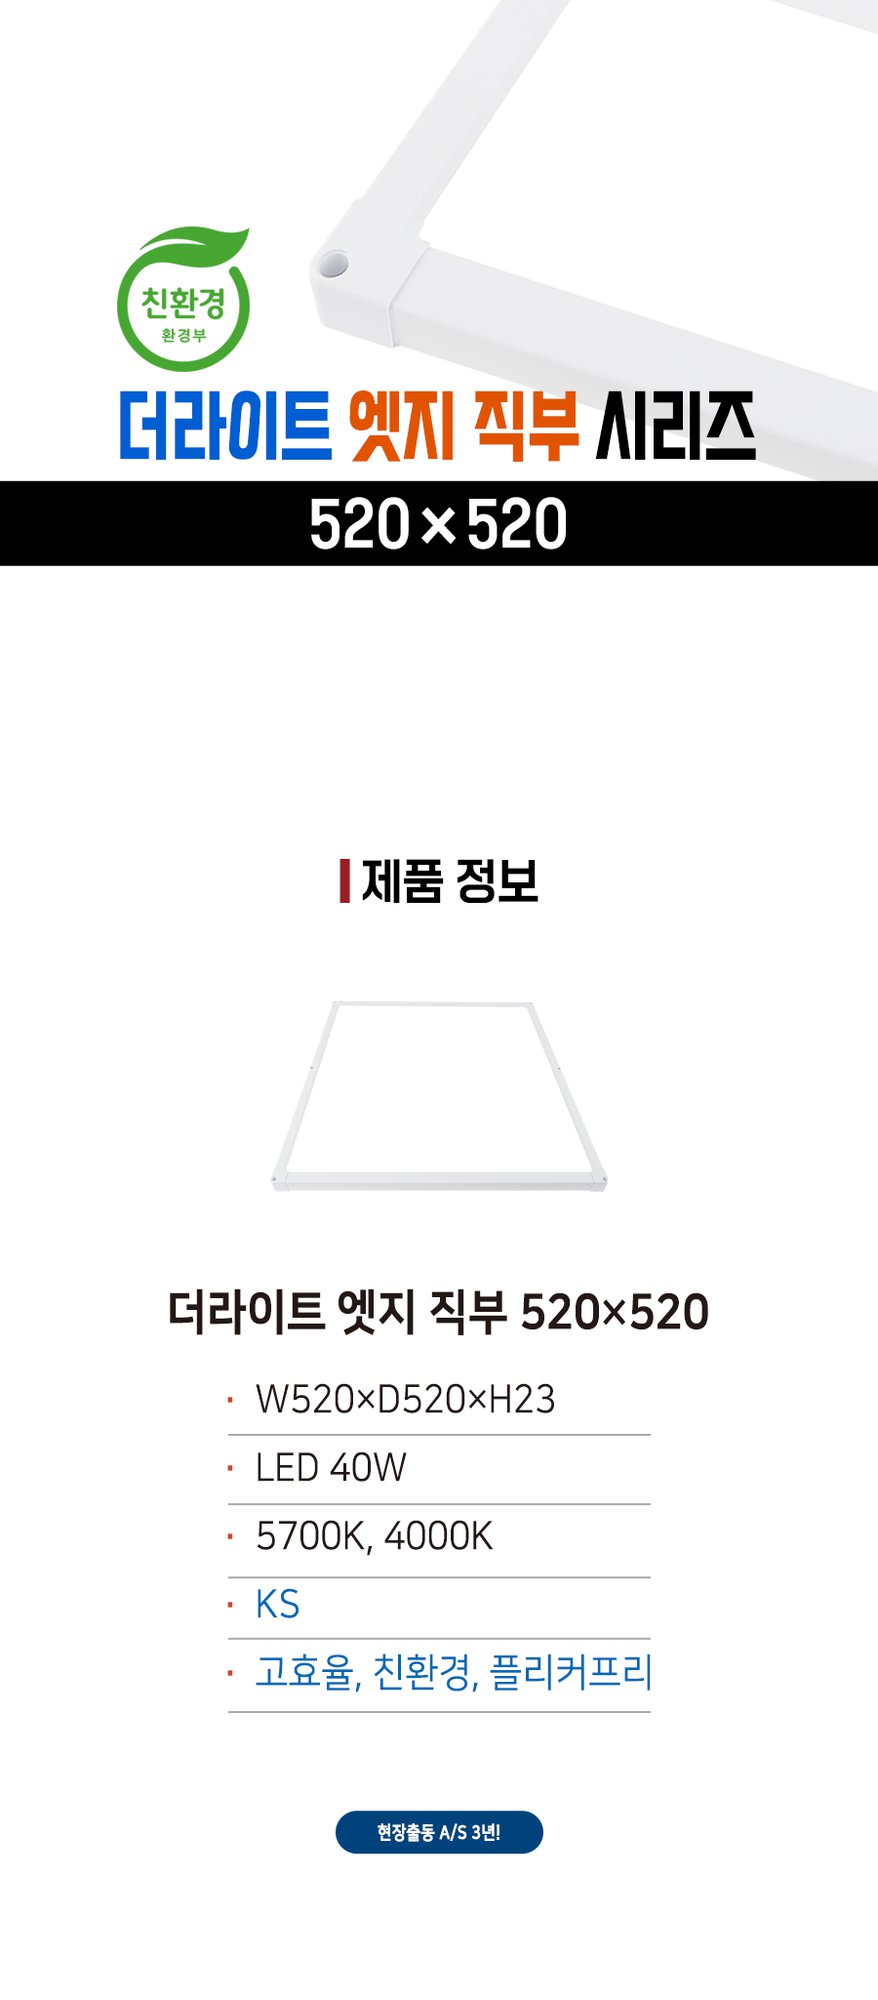 친환경
환경부
더라이트 엣지 직부 시리즈
520×520
제품 정보
더라이트 엣지 직부 520×520
· W520×D520×H23
· LED 40W
· 5700K, 4000K
· KS
· 고효율, 친환경, 플리커프리
현장출동 A/S 3년!